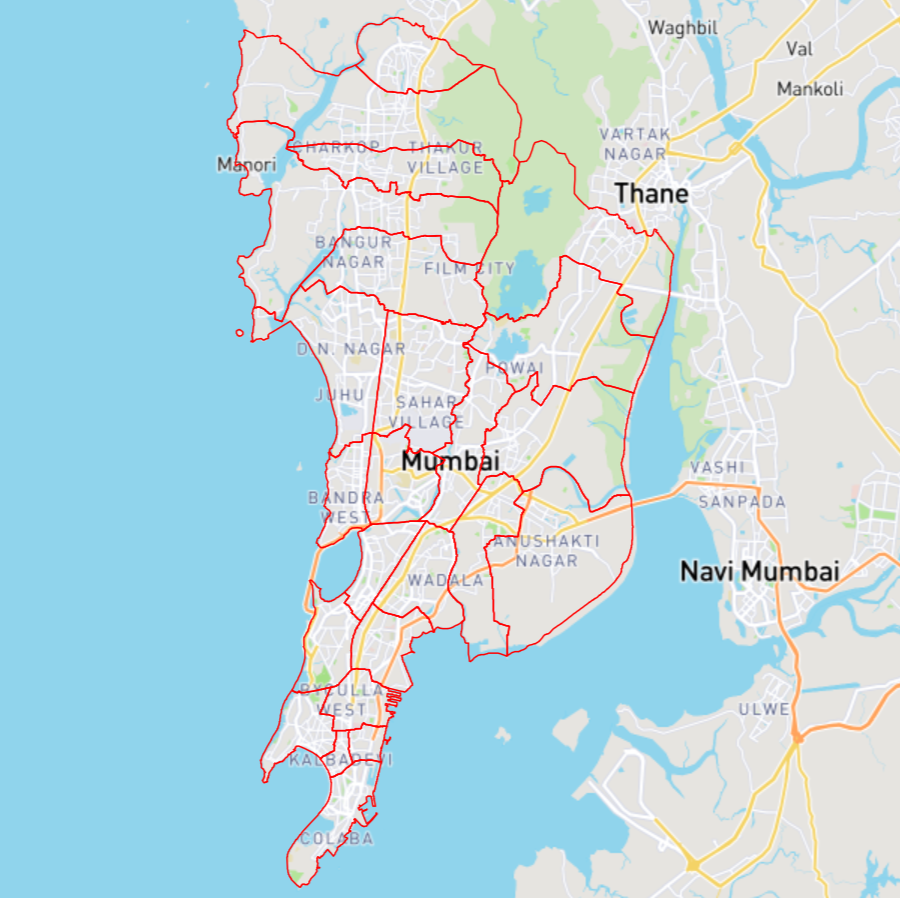 Waghbil
Val
Mankoli
VARTAK
NAGAR
CHARKOP
THAKUR
VILLAGE
Manori
Thane
BANGUR
NAGAR
FILM CITY
D.N. NAGAR
POWAI
JUHU
SAHAR
VILLAGE
Mumbai
VASHI
SANPADA
BANDRA
WEST
ANUSHAKTI
NAGAR
Navi Mumbai
WADALA
BYCULLA
WEST
ULWE
KALBADEVI
COLABA